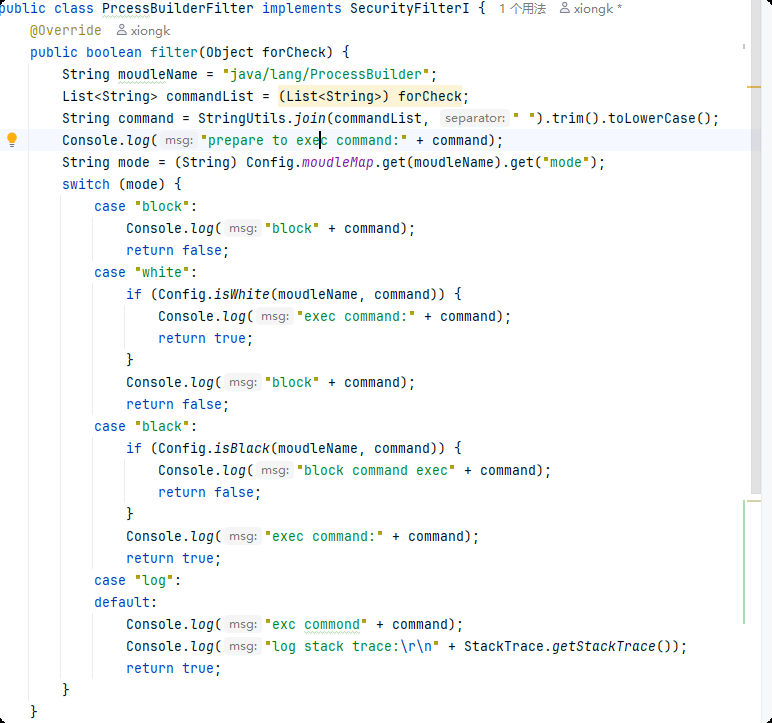 public class PrcessBuilderFilter implements SecurityFilterI { 1 个用法 xiongk *
@Override xiongk
public boolean filter(Object forCheck) {
String moudleName = "java/lang/ProcessBuilder";
List<String> commandList = (List<String>) forCheck;
String command = StringUtils.join(commandList, separator: " ").trim().toLowerCase();
Console.log( msg: "prepare to exec command:" + command);
String mode = (String) Config.moudleMap.get(moudleName).get("mode");
switch (mode) {
case "block":
Console.log( msg: "block" + command);
return false;
case "white":
if (Config.isWhite(moudleName, command)) {
Console.log( msg: "exec command:" + command);
return true;
}
Console.log( msg: "block" + command);
return false;
case "black":
if (Config.isBlack(moudleName, command)) {
Console.log( msg: "block command exec" + command);
return false;
}
Console.log( msg: "exec command:" + command);
return true;
case "log":
default:
Console.log( msg: "exc commond" + command);
Console.log( msg: "log stack trace:\r\n" + StackTrace.getStackTrace());
return true;
}
}